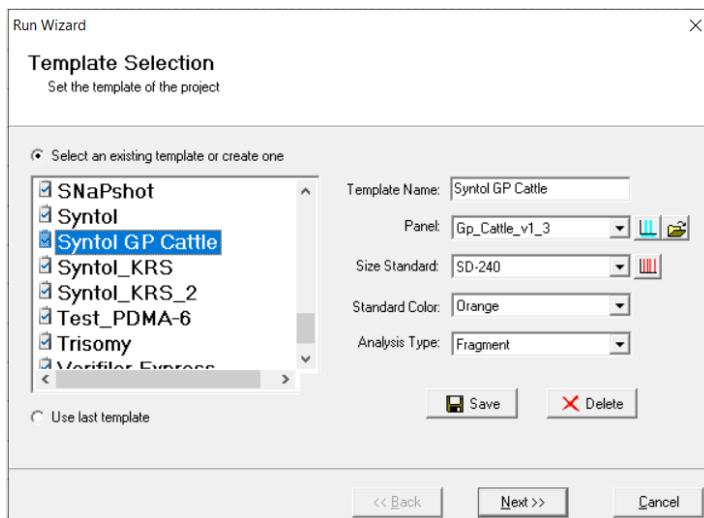 Run Wizard
Template Selection
Set the template of the project
Select an existing template or create one
SNaPshot
Syntol
Syntol GP Cattle
Syntol_KRS
Syntol_KRS_2
Test_PDMA-6
Trisomy
Verifiler Express
Template Name: Syntol GP Cattle
Panel: Gp_Cattle_v1_3
Size Standard: SD-240
Standard Color: Orange
Analysis Type: Fragment
Save Delete
Use last template
<< Back Next >> Cancel